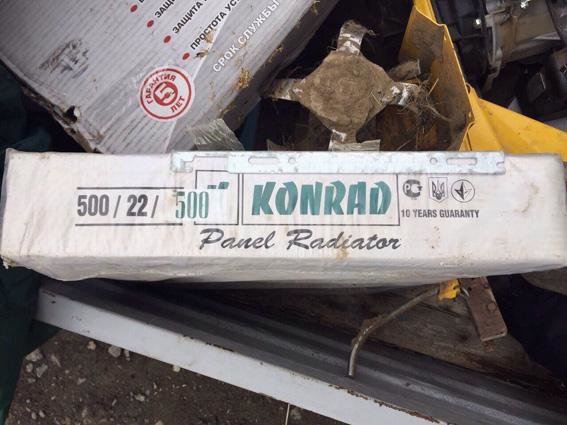 ЗАЩИТА
ПРОСТОТА УС
СРОК СЛУЖБЫ
ГАРАНТИЯ
5
ЛЕТ
500 / 22 / 500
KONRAD
10 YEARS GUARANTY
Panel Radiator